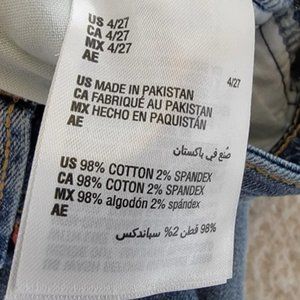 US 4/27
CA 4/27
MX 4/27
AE
US MADE IN PAKISTAN 4/27
CA FABRIQUÉ AU PAKISTAN
MX HECHO EN PAQUISTÁN
AE
صنع في باكستان
US 98% COTTON 2% SPANDEX
CA 98% COTON 2% SPANDEX
MX 98% algodón 2% spándex
AE
98% قطن 2% سباندكس